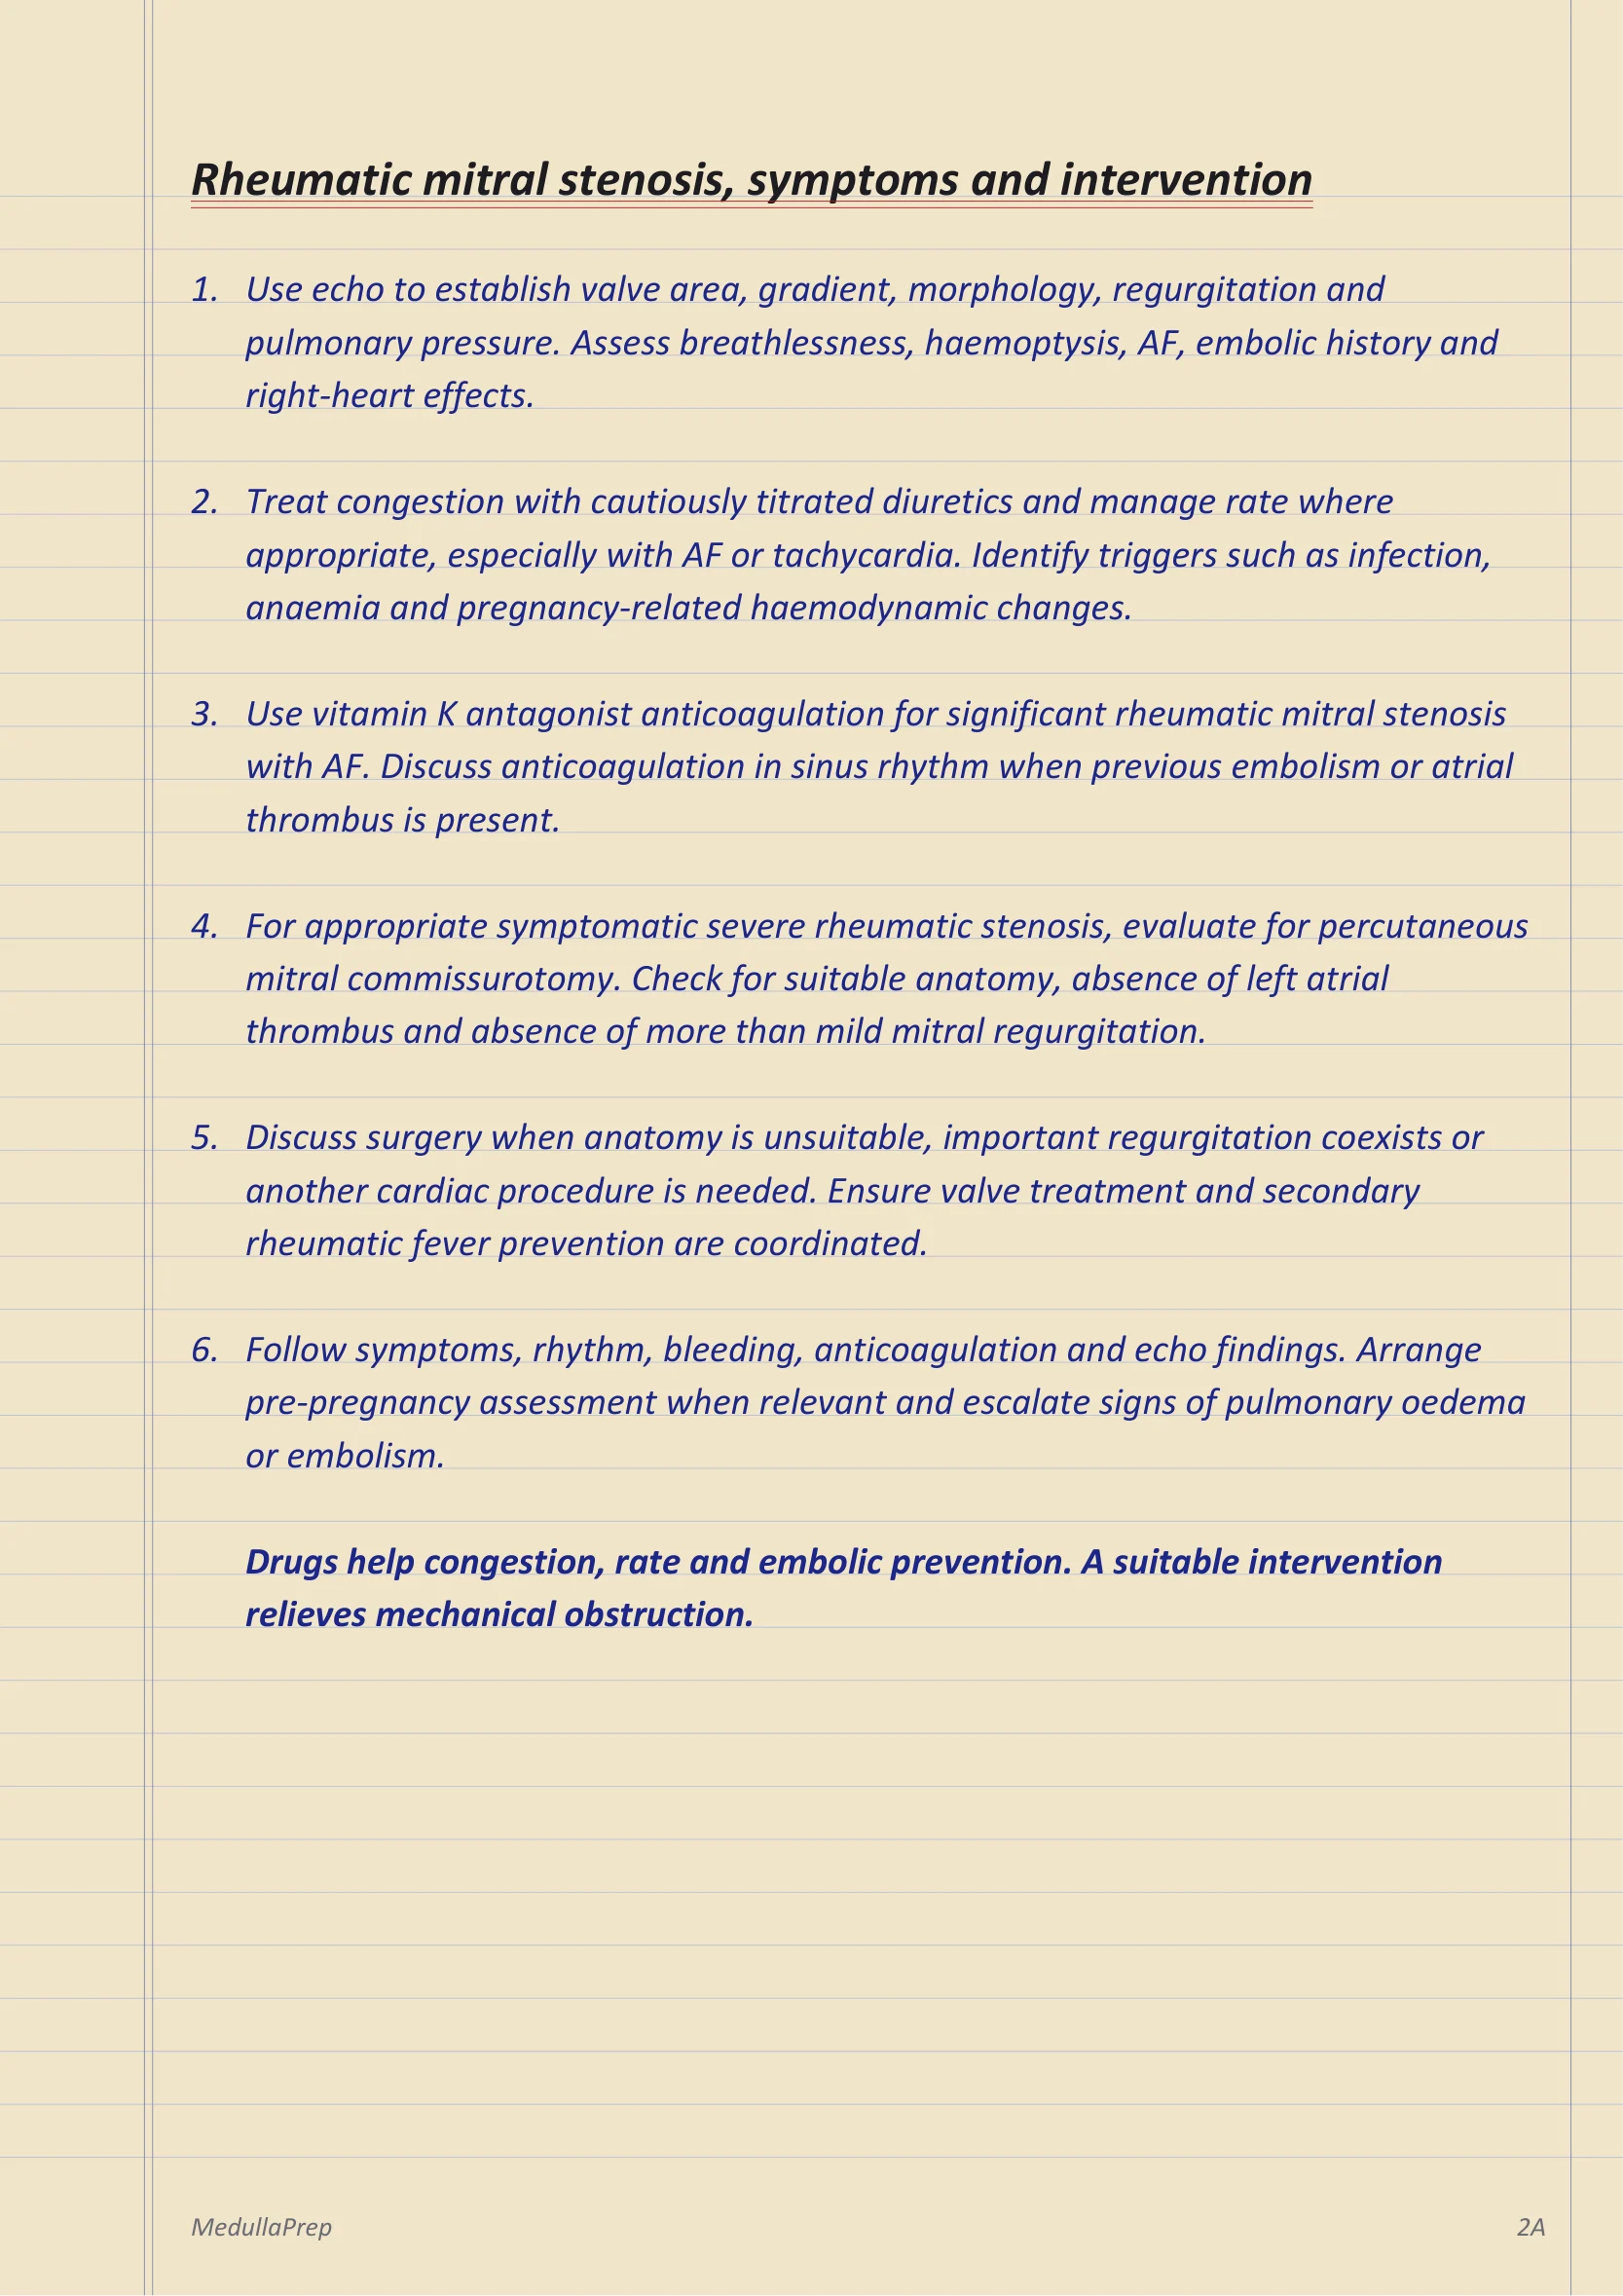 Rheumatic mitral stenosis, symptoms and intervention
1. Use echo to establish valve area, gradient, morphology, regurgitation and
pulmonary pressure. Assess breathlessness, haemoptysis, AF, embolic history and
right-heart effects.
2. Treat congestion with cautiously titrated diuretics and manage rate where
appropriate, especially with AF or tachycardia. Identify triggers such as infection,
anaemia and pregnancy-related haemodynamic changes.
3. Use vitamin K antagonist anticoagulation for significant rheumatic mitral stenosis
with AF. Discuss anticoagulation in sinus rhythm when previous embolism or atrial
thrombus is present.
4. For appropriate symptomatic severe rheumatic stenosis, evaluate for percutaneous
mitral commissurotomy. Check for suitable anatomy, absence of left atrial
thrombus and absence of more than mild mitral regurgitation.
5. Discuss surgery when anatomy is unsuitable, important regurgitation coexists or
another cardiac procedure is needed. Ensure valve treatment and secondary
rheumatic fever prevention are coordinated.
6. Follow symptoms, rhythm, bleeding, anticoagulation and echo findings. Arrange
pre-pregnancy assessment when relevant and escalate signs of pulmonary oedema
or embolism.
Drugs help congestion, rate and embolic prevention. A suitable intervention
relieves mechanical obstruction.
MedullaPrep
2A